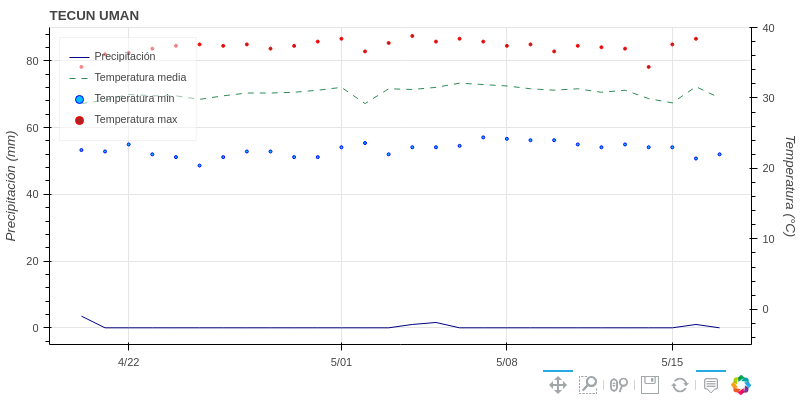 TECUN UMAN
Precipitación
Temperatura media
Temperatura min
Temperatura max
Precipitación (mm)
80
60
40
20
0
40
30
20
10
0
Temperatura (°C)
4/22
5/01
5/08
5/15